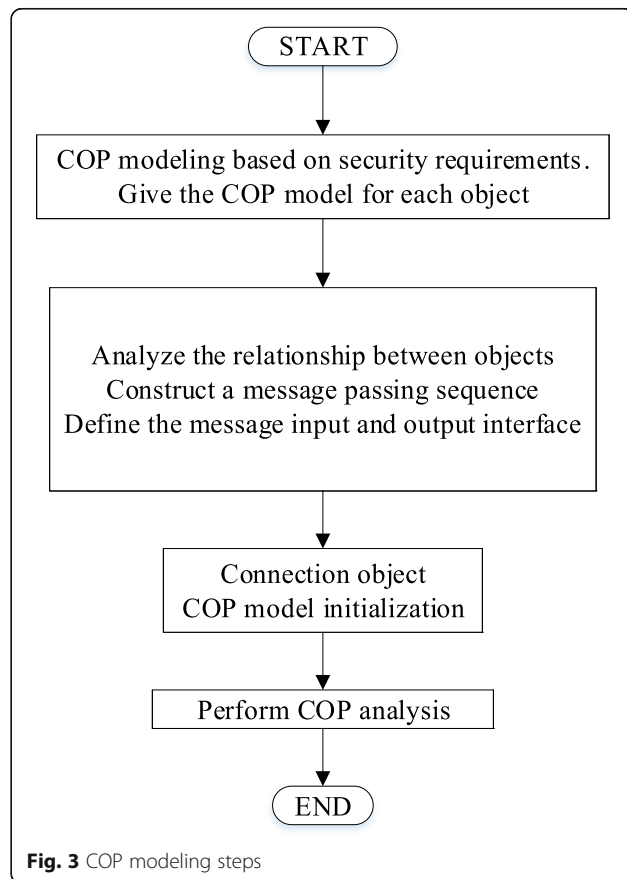 START
COP modeling based on security requirements.
Give the COP model for each object
Analyze the relationship between objects
Construct a message passing sequence
Define the message input and output interface
Connection object
COP model initialization
Perform COP analysis
END
Fig. 3 COP modeling steps